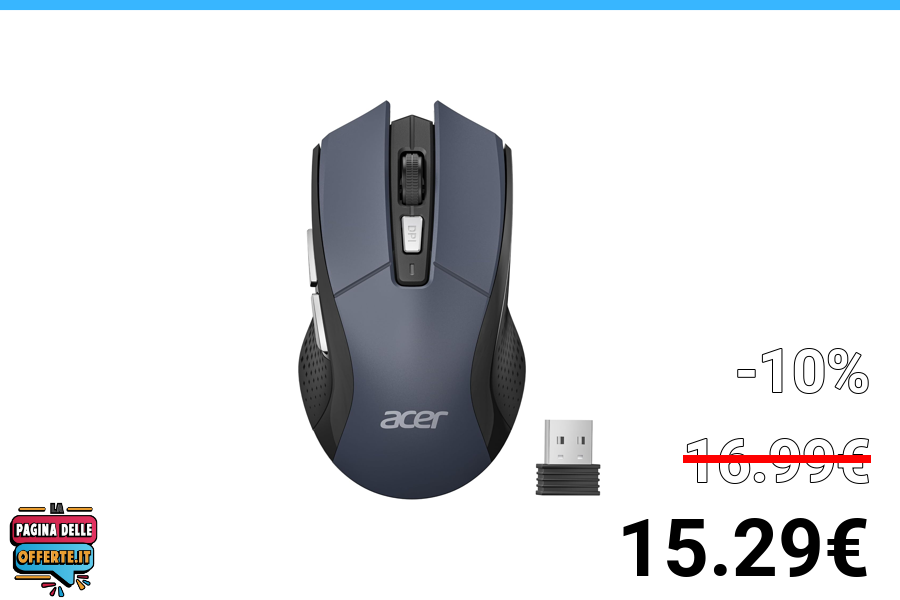 DPI
acer
-10%
16.99€
15.29€
LA
PAGINA DELLE
OFFERTE.IT